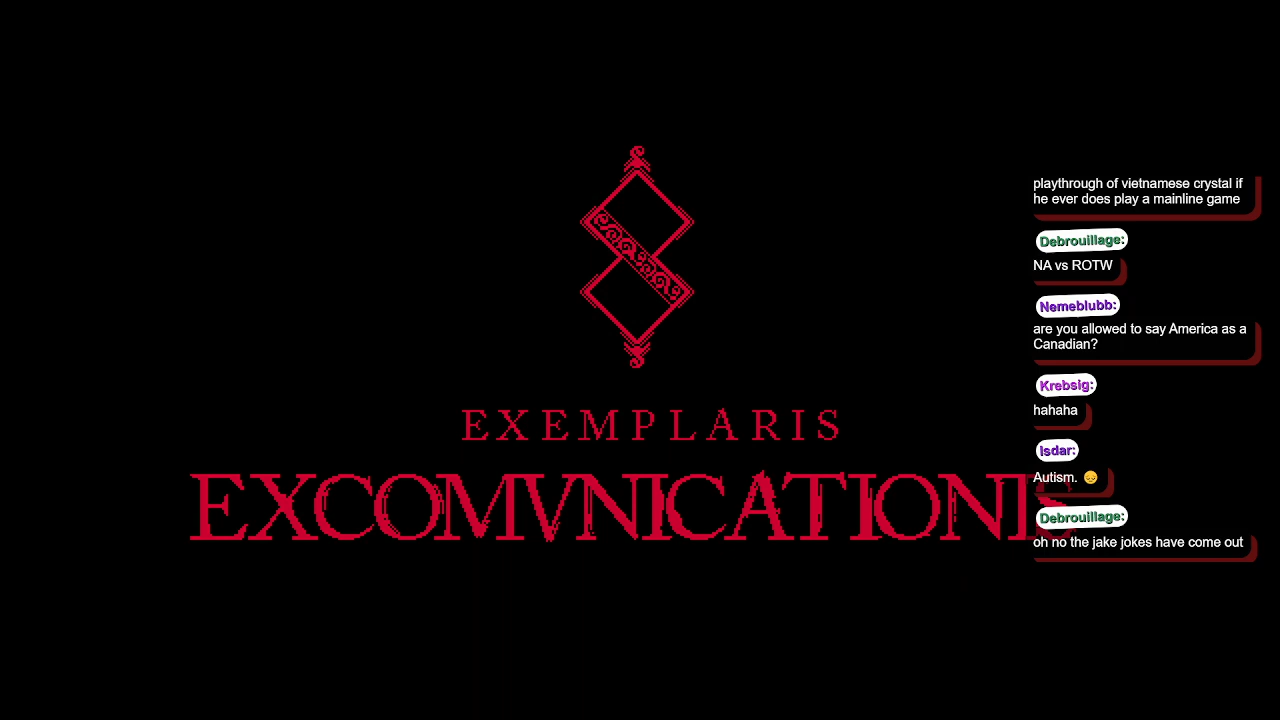 EXEMPLARIS
EXCOMVNICATIONIS
playthrough of vietnamese crystal if
he ever does play a mainline game
Debrouillage:
NA vs ROTW
Nemeblubb:
are you allowed to say America as a
Canadian?
Krebsig:
hahaha
Isdar:
Autism. 😔
Debrouillage:
oh no the jake jokes have come out